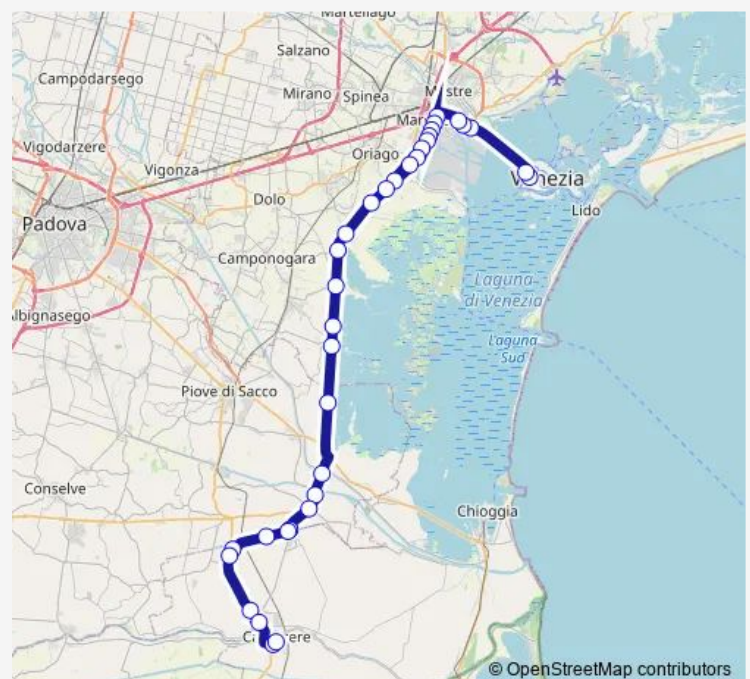 Martellago
Salzano
Campodarsego
Mirano
Spinea
Mestre
Vigodarzere
Oriago
Vigonza
Venezia
Dolo
Padova
Lido
Camponogara
Laguna
di Venezia
Albignasego
Laguna
Sud
Piove di Sacco
Conselve
Chioggia
© OpenStreetMap contributors